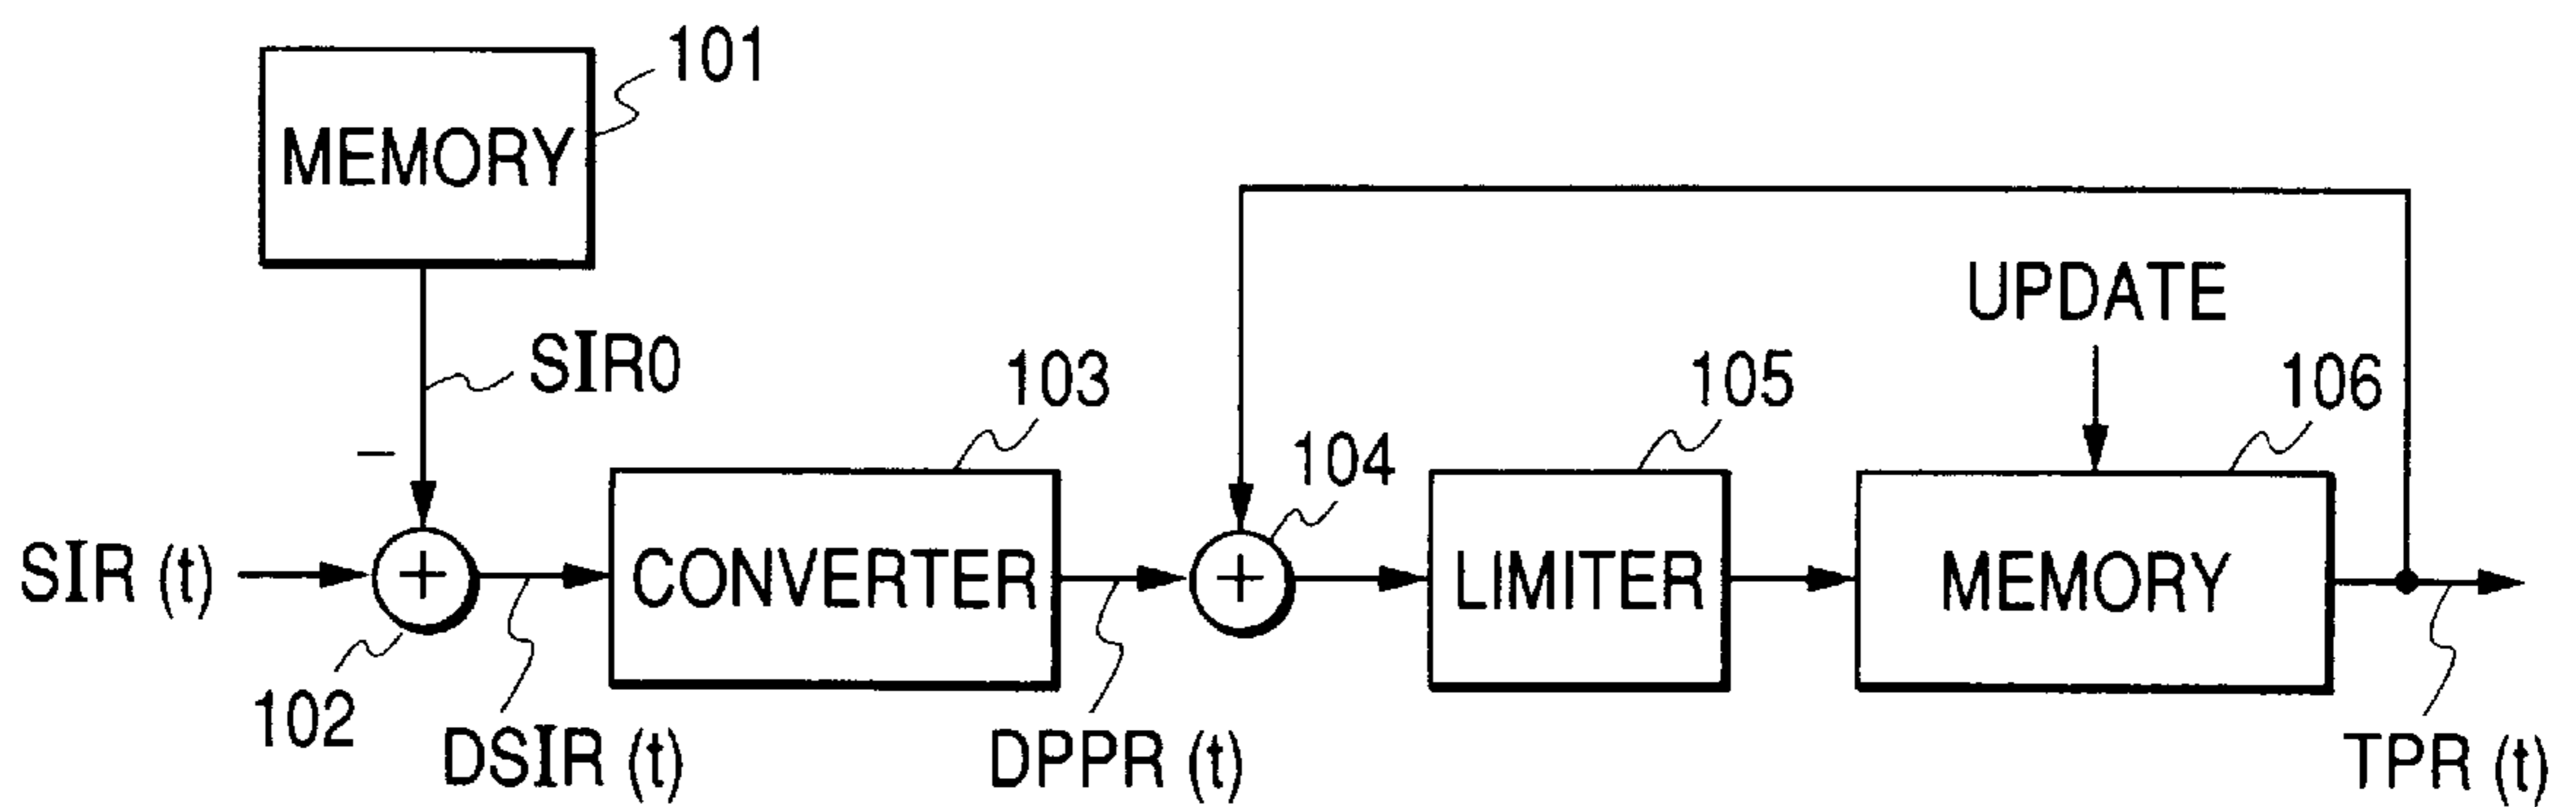 101
MEMORY
UPDATE
SIR0
103
105
106
104
−
SIR (t)
+
CONVERTER
+
LIMITER
MEMORY
102
DSIR (t)
DPPR (t)
TPR (t)